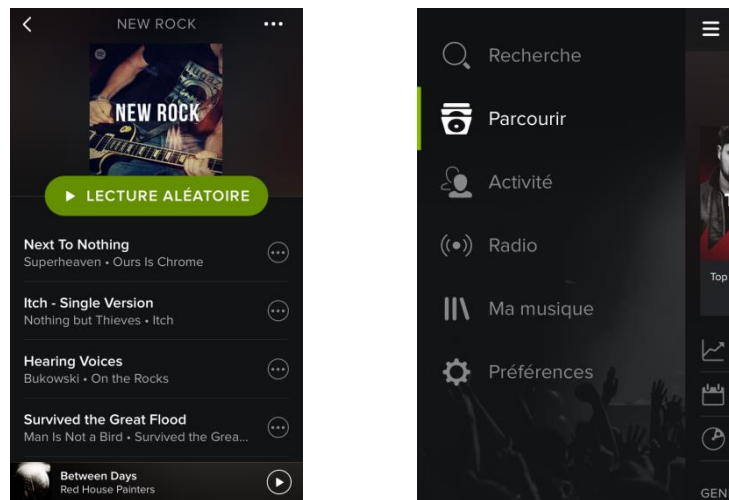 NEW ROCK
NEW ROCK
LECTURE ALÉATOIRE
Next To Nothing
Superheaven • Ours Is Chrome
Itch - Single Version
Nothing but Thieves • Itch
Hearing Voices
Bukowski • On the Rocks
Survived the Great Flood
Man Is Not a Bird • Survived the Grea...
Between Days
Red House Painters
Recherche
Parcourir
Activité
Radio
Ma musique
Préférences
Top
GEN